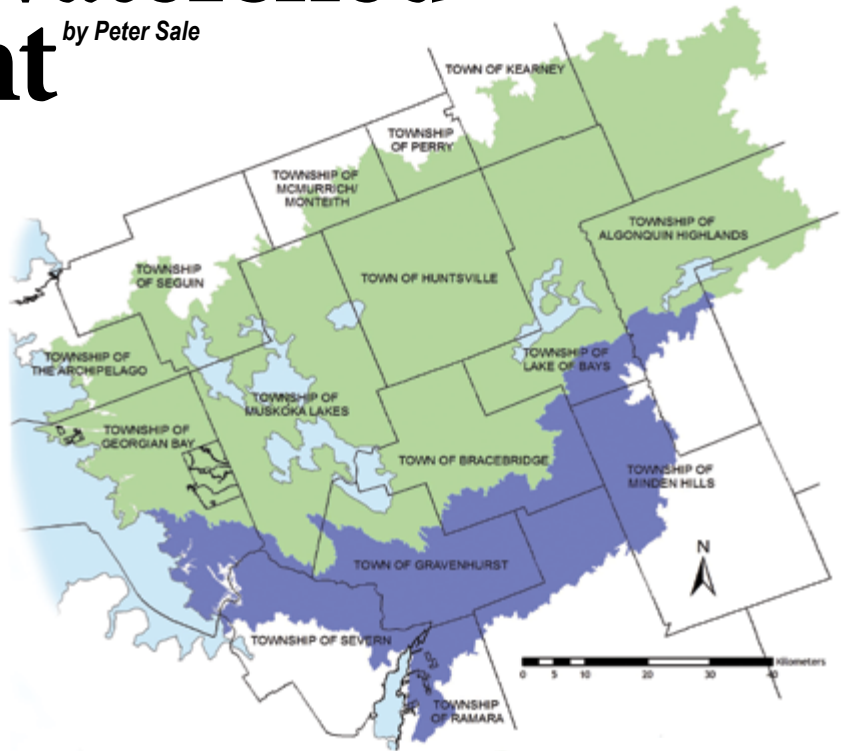 by Peter Sale
nt
TOWN OF KEARNEY
TOWNSHIP
OF PERRY
TOWNSHIP OF
MCMURRICH/
MONTEITH
TOWNSHIP OF
ALGONQUIN HIGHLANDS
TOWNSHIP
OF SEGUIN
TOWN OF HUNTSVILLE
TOWNSHIP OF
THE ARCHIPELAGO
TOWNSHIP OF
LAKE OF BAYS
TOWNSHIP OF
MUSKOKA LAKES
TOWNSHIP OF
GEORGIAN BAY
TOWN OF BRACEBRIDGE
TOWNSHIP OF
MINDEN HILLS
N
TOWN OF GRAVENHURST
TOWNSHIP OF SEVERN
Kilometers
0 5 10 20 30 40
TOWNSHIP
OF RAMARA